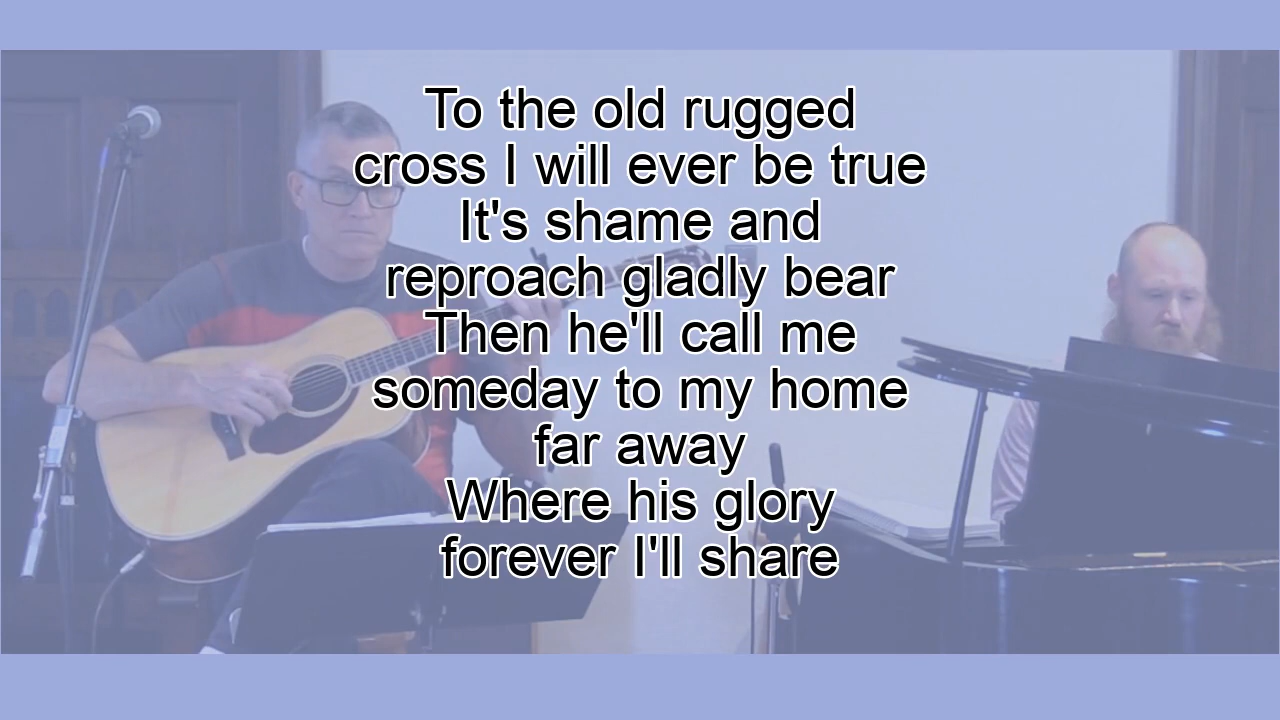 To the old rugged
cross I will ever be true
It's shame and
reproach gladly bear
Then he'll call me
someday to my home
far away
Where his glory
forever I'll share